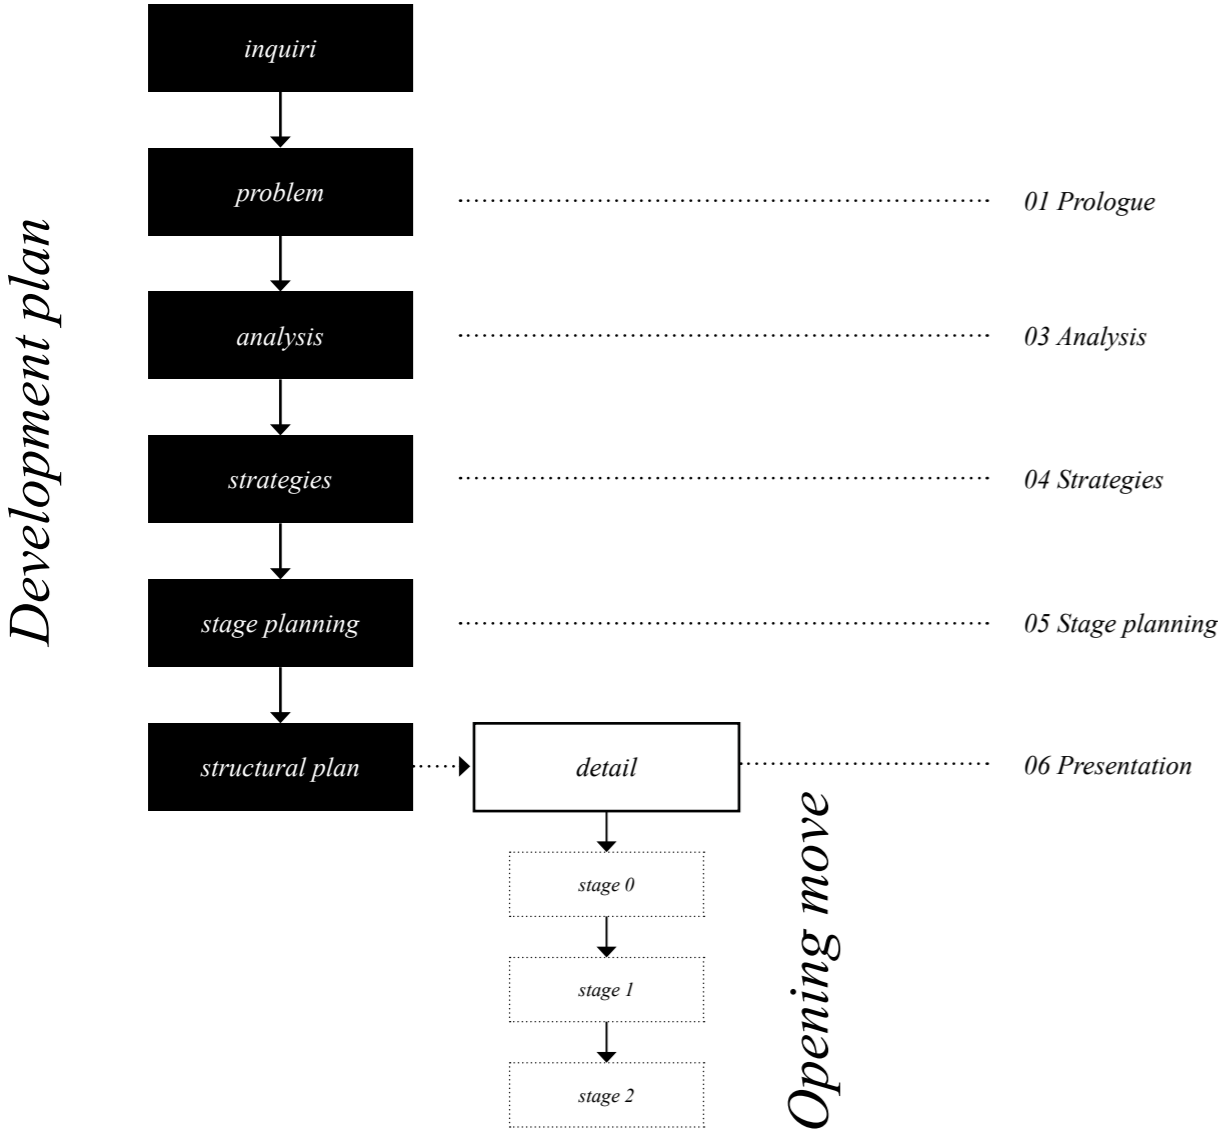 Development plan
inquiri
problem
01 Prologue
analysis
03 Analysis
strategies
04 Strategies
stage planning
05 Stage planning
structural plan
detail
06 Presentation
Opening move
stage 0
stage 1
stage 2